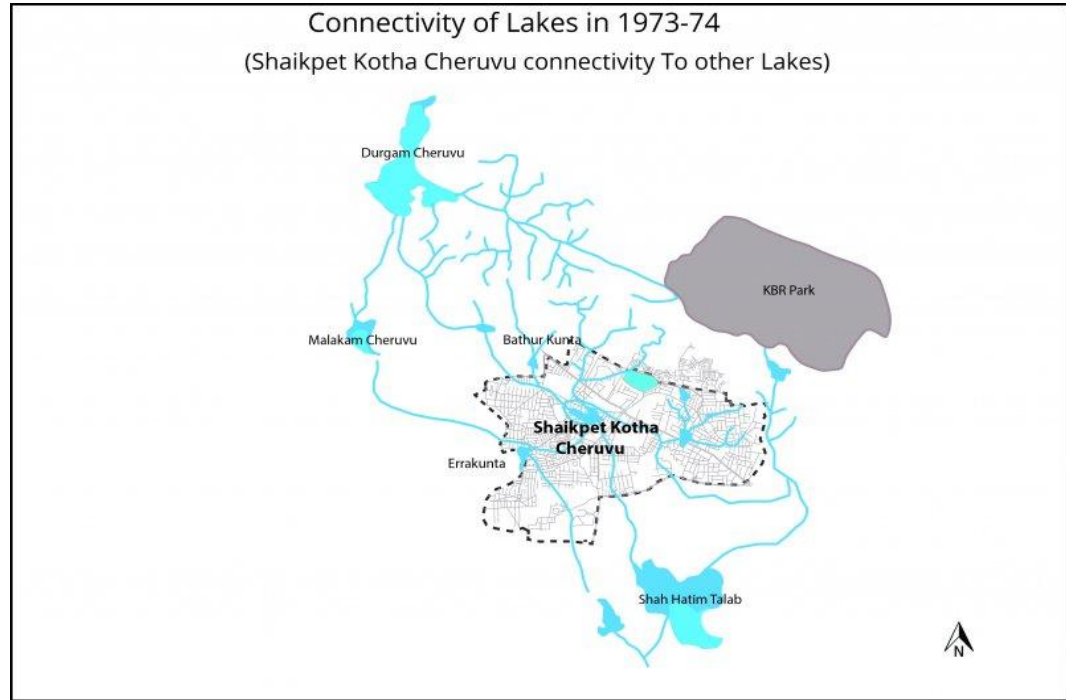 Connectivity of Lakes in 1973-74
(Shaikpet Kotha Cheruvu connectivity To other Lakes)
Durgam Cheruvu
KBR Park
Malakam Cheruvu
Bathur Kunta
Shaikpet Kotha
Cheruvu
Errakunta
Shah Hatim Talab
N